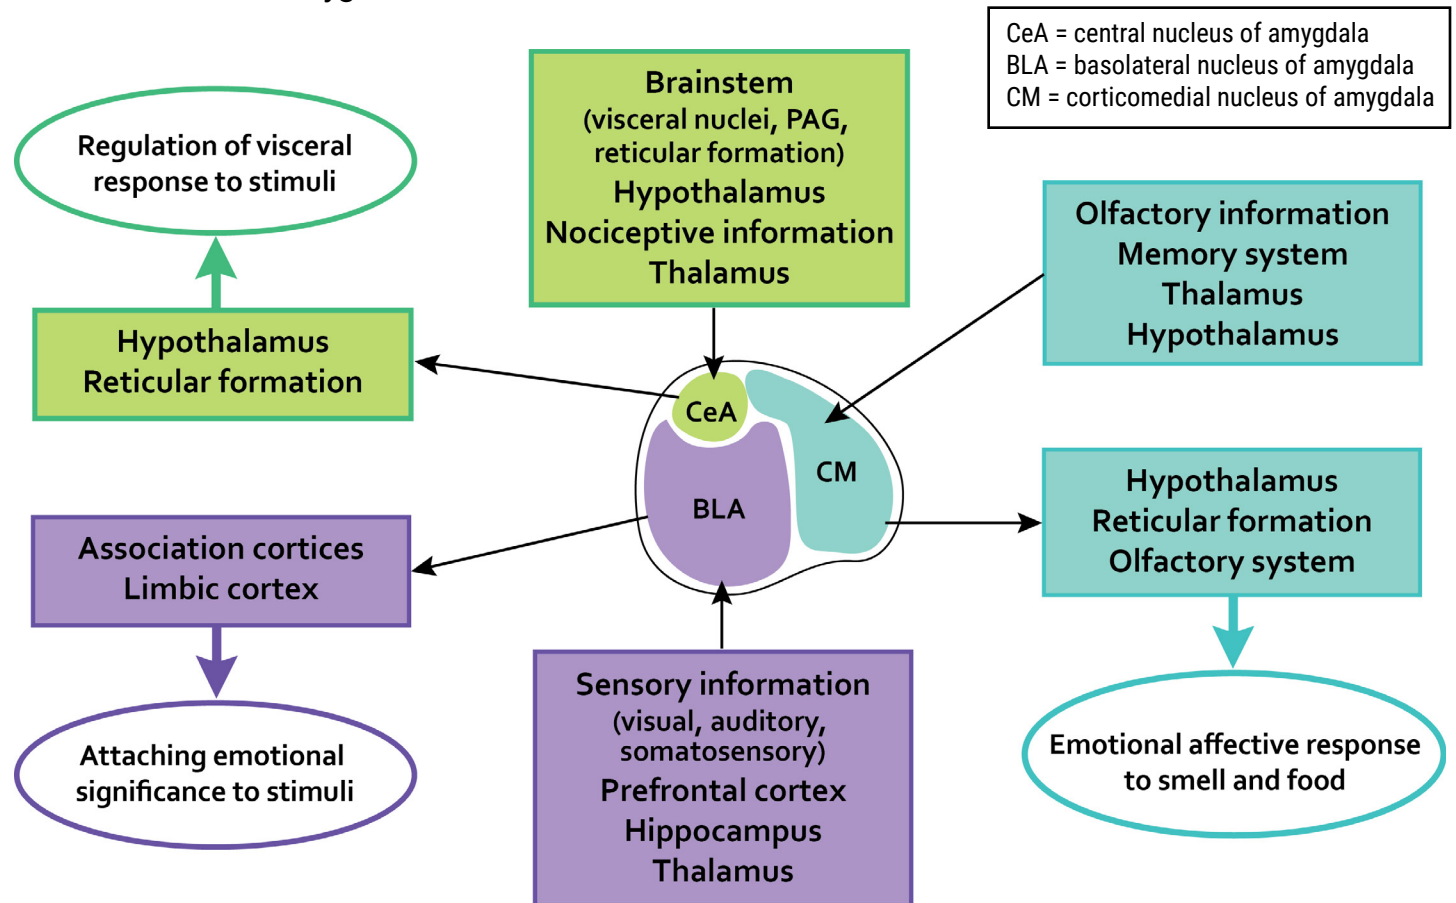 yg
CeA = central nucleus of amygdala
BLA = basolateral nucleus of amygdala
CM = corticomedial nucleus of amygdala
Brainstem
(visceral nuclei, PAG,
reticular formation)
Hypothalamus
Nociceptive information
Thalamus
Regulation of visceral
response to stimuli
Olfactory information
Memory system
Thalamus
Hypothalamus
Hypothalamus
Reticular formation
CeA
CM
BLA
Hypothalamus
Reticular formation
Olfactory system
Association cortices
Limbic cortex
Sensory information
(visual, auditory,
somatosensory)
Prefrontal cortex
Hippocampus
Thalamus
Attaching emotional
significance to stimuli
Emotional affective response
to smell and food